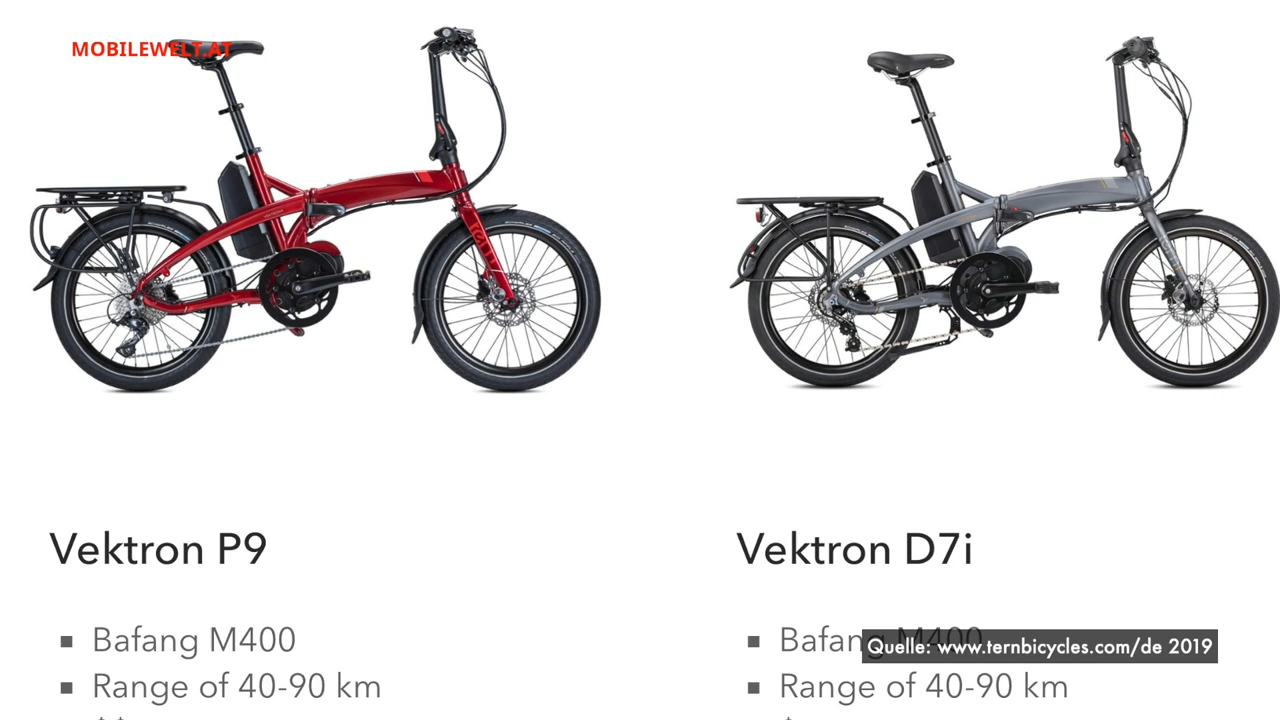 MOBILEWELT.AT
Vektron P9
Bafang M400
Range of 40-90 km
Vektron D7i
Bafang M400
Quelle: www.ternbicycles.com/de 2019
Range of 40-90 km